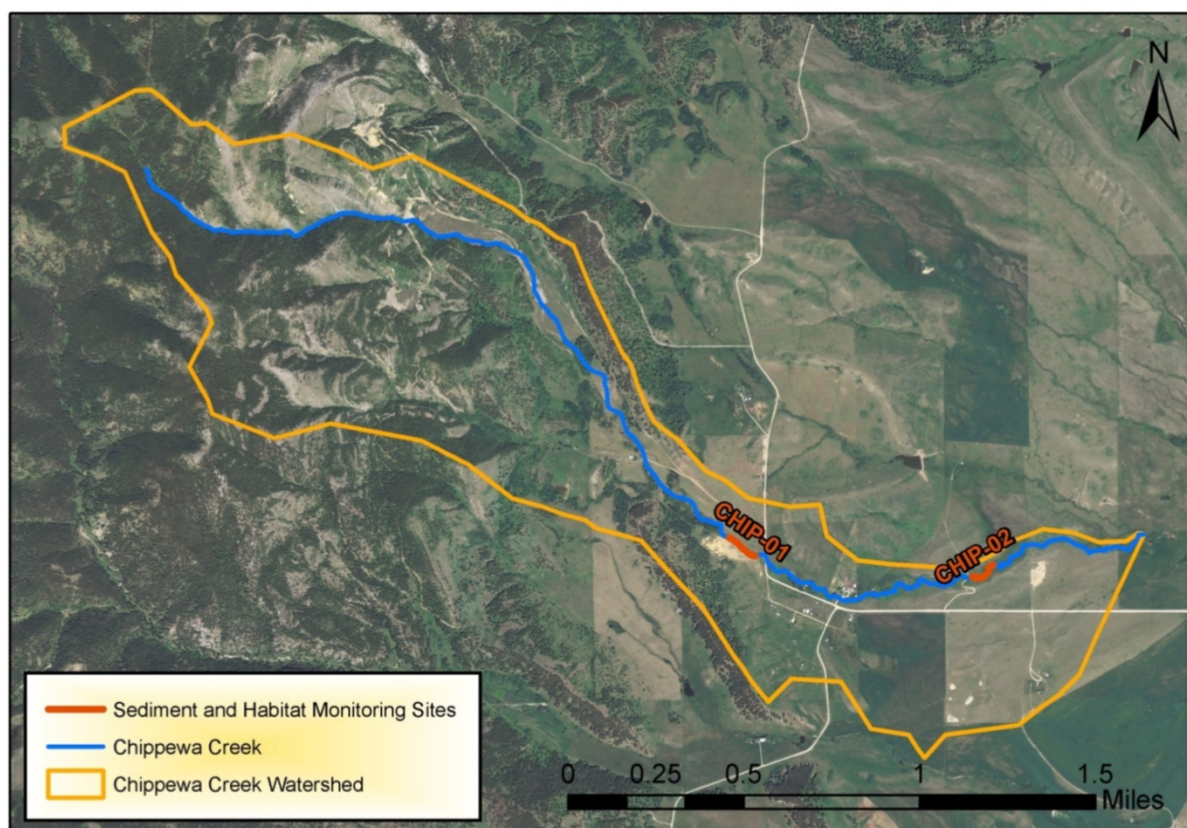 N
CHIP-01
CHIP-02
Sediment and Habitat Monitoring Sites
Chippewa Creek
Chippewa Creek Watershed
0 0.25 0.5 1 1.5
Miles